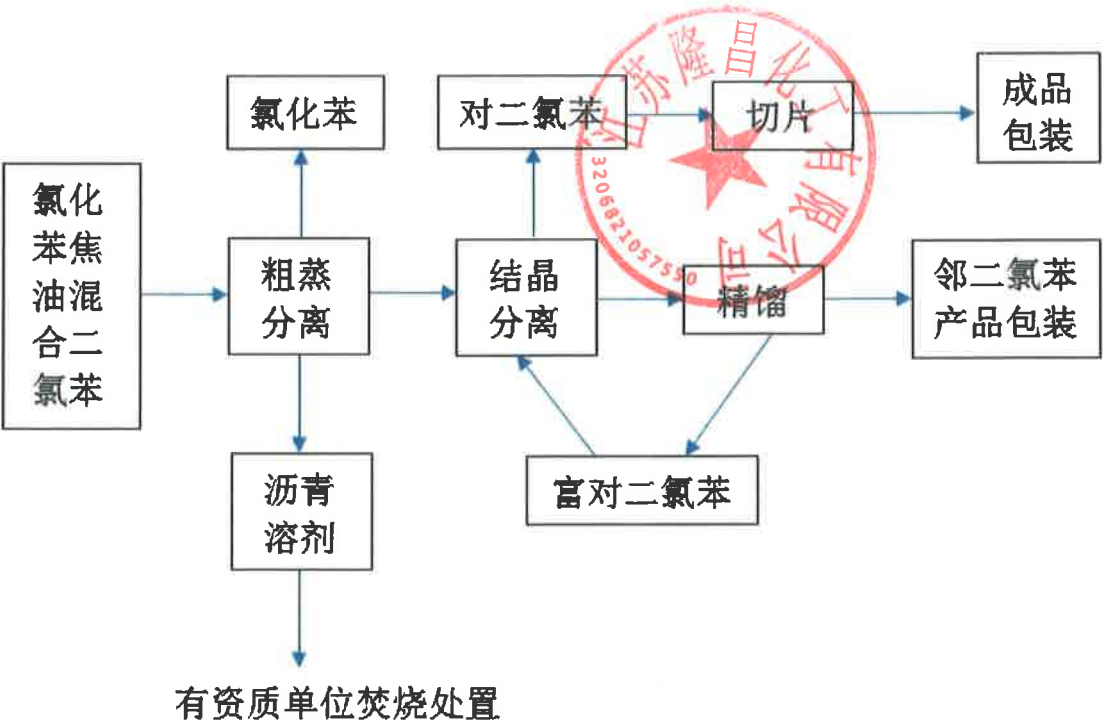 氯化苯
对二氯苯
切片
成品
包装
氯化
苯焦
油混
合二
氯苯
粗蒸
分离
结晶
分离
精馏
邻二氯苯
产品包装
富对二氯苯
沥青
溶剂
有资质单位焚烧处置
江苏隆昌化工有限公司
3206821057550